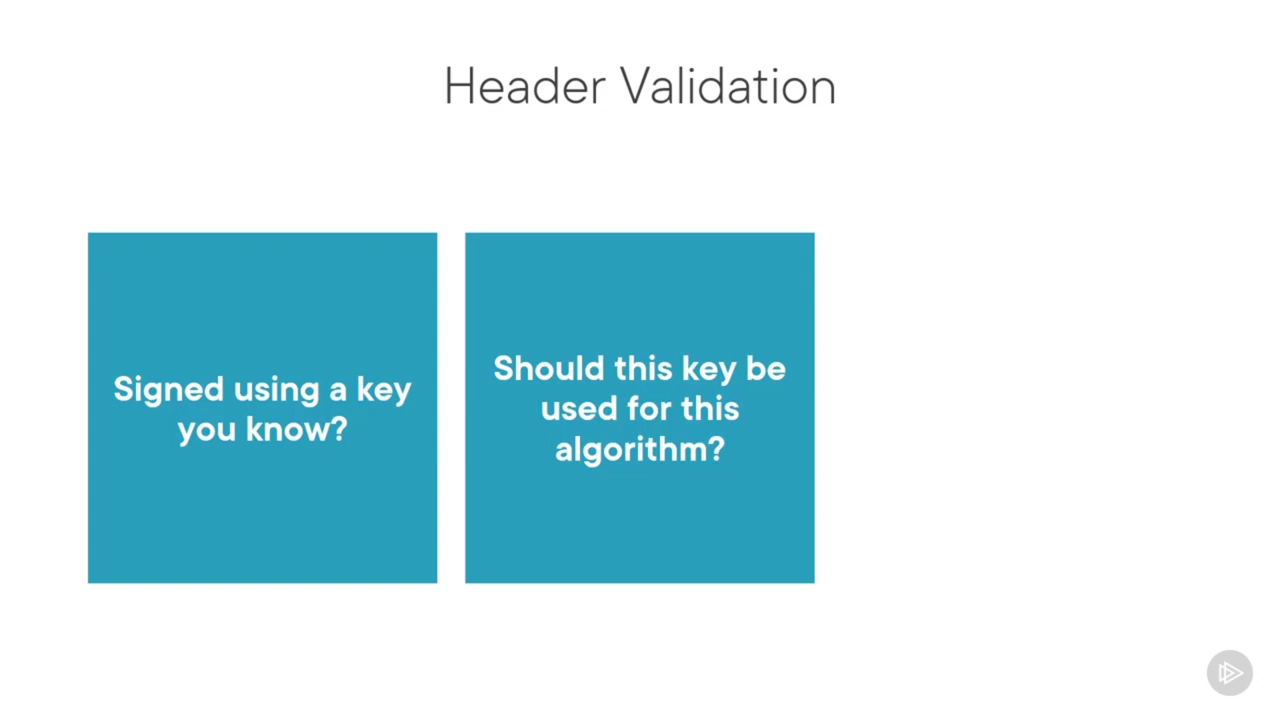 Header Validation
Signed using a key
you know?
Should this key be
used for this
algorithm?